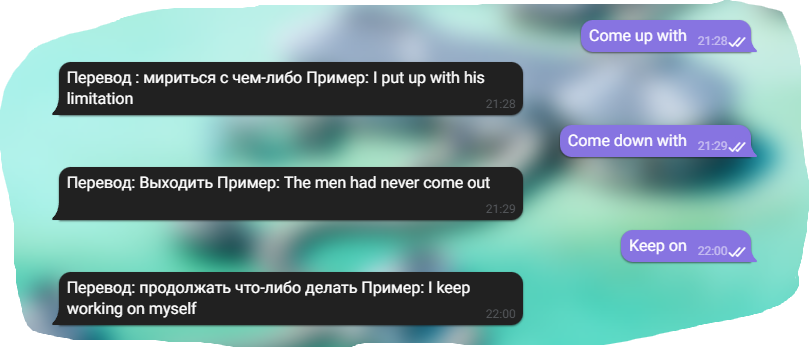 Come up with 21:28
Перевод : мириться с чем-либо Пример: I put up with his
limitation 21:28
Come down with 21:29
Перевод: Выходить Пример: The men had never come out
21:29
Keep on 22:00
Перевод: продолжать что-либо делать Пример: I keep
working on myself 22:00